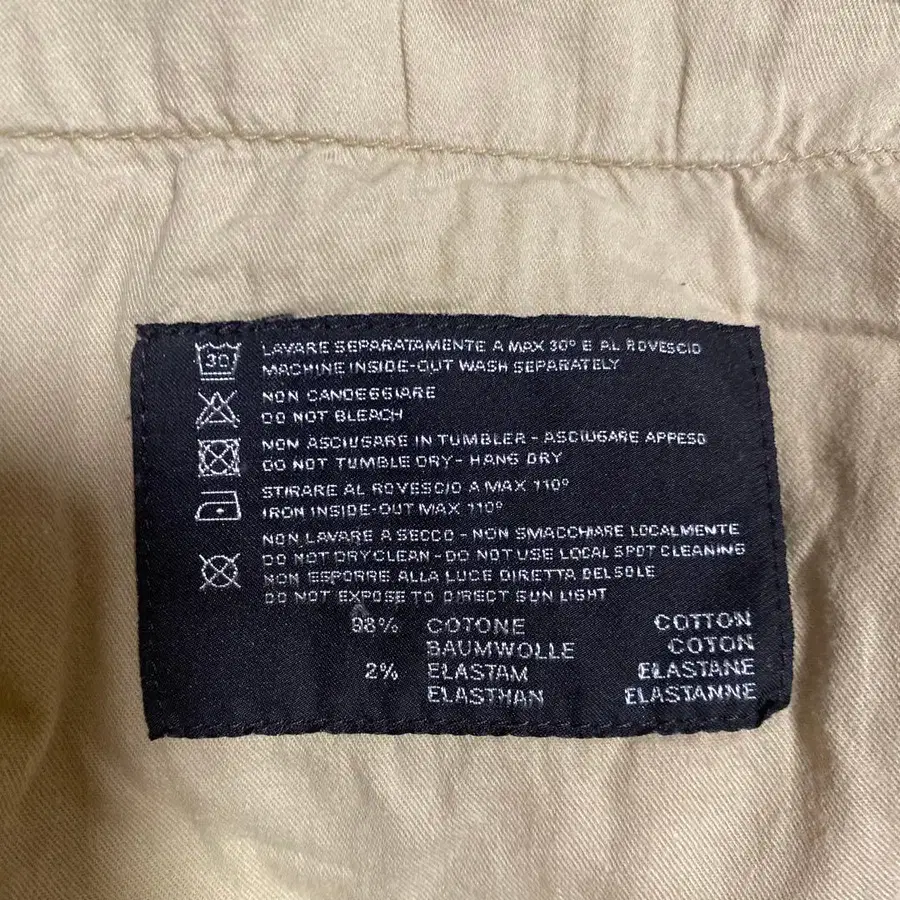 30 LAVARE SEPARATAMENTE A MAX 30° E AL ROVESCIO
MACHINE INSIDE-OUT WASH SEPARATELY
NON CANDEGGIARE
DO NOT BLEACH
NON ASCIUGARE IN TUMBLER - ASCIUGARE APPESO
DO NOT TUMBLE DRY - HANG DRY
STIRARE AL ROVESCIO A MAX 110°
IRON INSIDE-OUT MAX 110°
NON LAVARE A SECCO - NON SMACCHIARE LOCALMENTE
DO NOT DRY CLEAN - DO NOT USE LOCAL SPOT CLEANING
NON ESPORRE ALLA LUCE DIRETTA DEL SOLE
DO NOT EXPOSE TO DIRECT SUN LIGHT
98% COTONE COTTON
BAUMWOLLE COTON
2% ELASTAM ELASTANE
ELASTHAN ELASTANNE